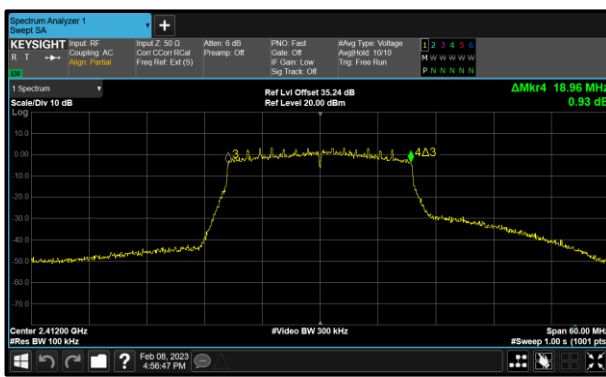 Spectrum Analyzer 1
Swept SA
+
KEYSIGHT Input: RF Input Z: 50 Ω Atten: 6 dB PNO: Fast #Avg Type: Voltage 1 2 3 4 5 6
R T Coupling: AC Corr CCorr RCal Preamp: Off Gate: Off Avg|Hold: 10/10 M W W W W W
Align: Partial Freq Ref: Ext (S) IF Gain: Low Trig: Free Run
Sig Track: Off P N N N N N
LXI
1 Spectrum Ref Lvl Offset 35.24 dB ΔMkr4 18.96 MHz
Scale/Div 10 dB Ref Level 20.00 dBm 0.93 dB
Log
10.0
0.00 3 4Δ3
-10.0
-20.0
-30.0
-40.0
-50.0
-60.0
-70.0
Center 2.41200 GHz #Video BW 300 kHz Span 60.00 MHz
#Res BW 100 kHz #Sweep 1.00 s (1001 pts
? Feb 08, 2023
4:56:47 PM